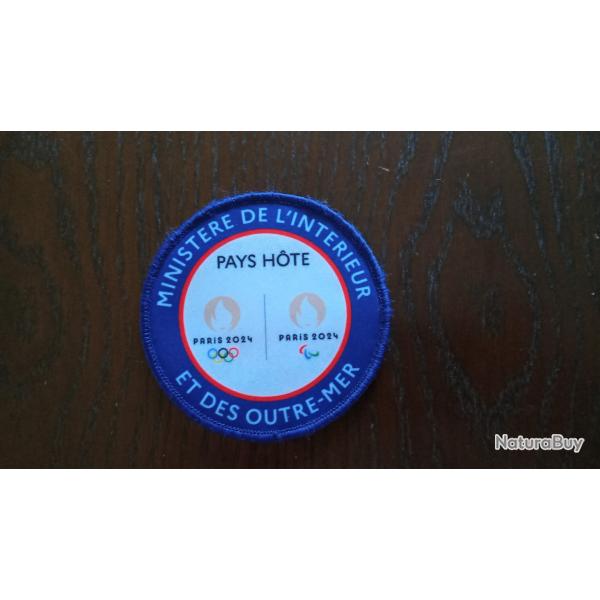 MINISTERE DE L'INTERIEUR
PAYS HÔTE
PARIS 2024
PARIS 2024
ET DES OUTRE-MER
NaturaBuy